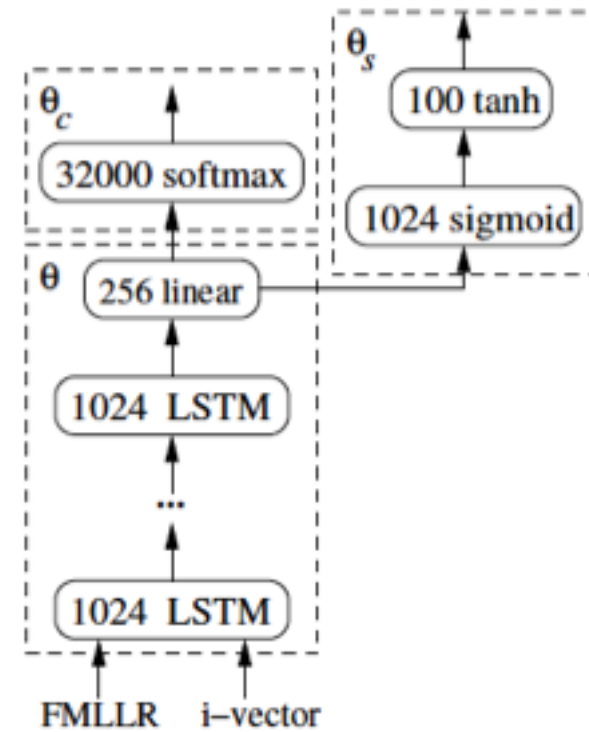 θs
100 tanh
θc
32000 softmax
1024 sigmoid
θ
256 linear
1024 LSTM
...
1024 LSTM
FMLLR
i-vector